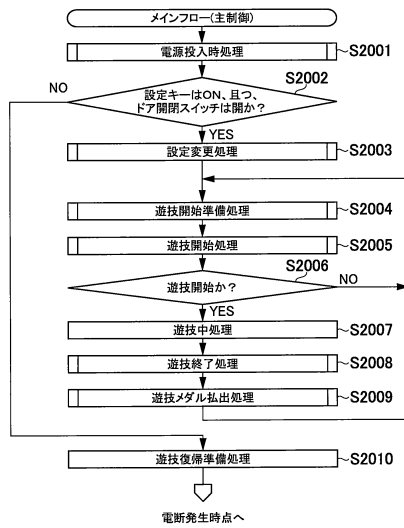 メインフロー(主制御)
電源投入時処理
S2001
S2002
NO
設定キーはON、且つ、
ドア開閉スイッチは開か?
YES
設定変更処理
S2003
遊技開始準備処理
S2004
遊技開始処理
S2005
S2006
遊技開始か?
NO
YES
遊技中処理
S2007
遊技終了処理
S2008
遊技メダル払出処理
S2009
遊技復帰準備処理
S2010
電断発生時点へ